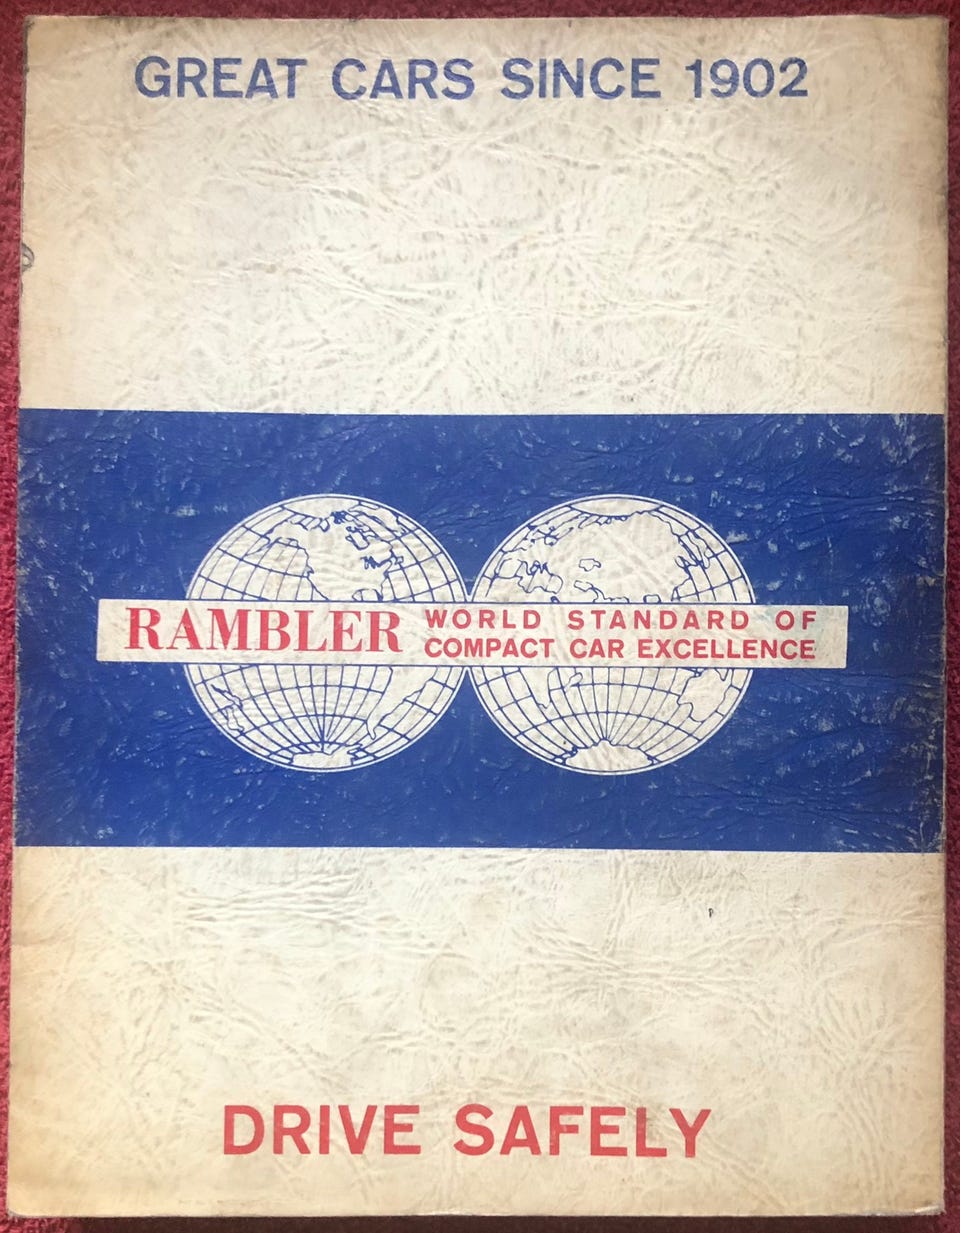 GREAT CARS SINCE 1902
RAMBLER
WORLD STANDARD OF
COMPACT CAR EXCELLENCE
DRIVE SAFELY